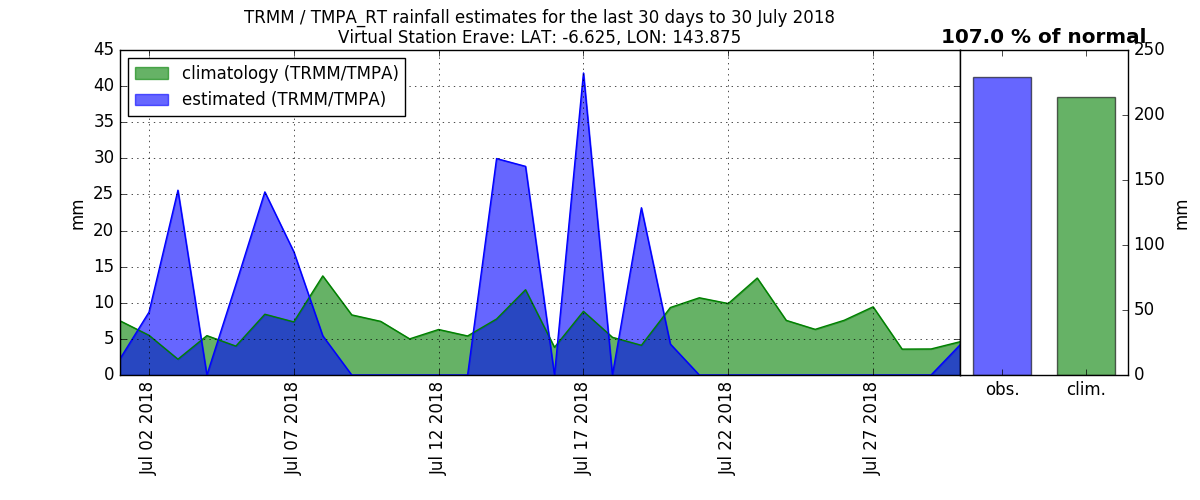 TRMM / TMPA_RT rainfall estimates for the last 30 days to 30 July 2018
Virtual Station Erave: LAT: -6.625, LON: 143.875
107.0 % of normal
climatology (TRMM/TMPA)
estimated (TRMM/TMPA)
45
40
35
30
25
20
15
10
5
0
mm
Jul 02 2018
Jul 07 2018
Jul 12 2018
Jul 17 2018
Jul 22 2018
Jul 27 2018
obs.
clim.
250
200
150
100
50
0
mm